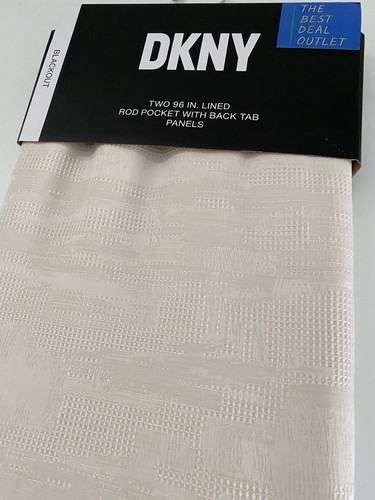 THE
BEST
DEAL
OUTLET
DKNY
BLACKOUT
TWO 96 IN. LINED
ROD POCKET WITH BACK TAB
PANELS